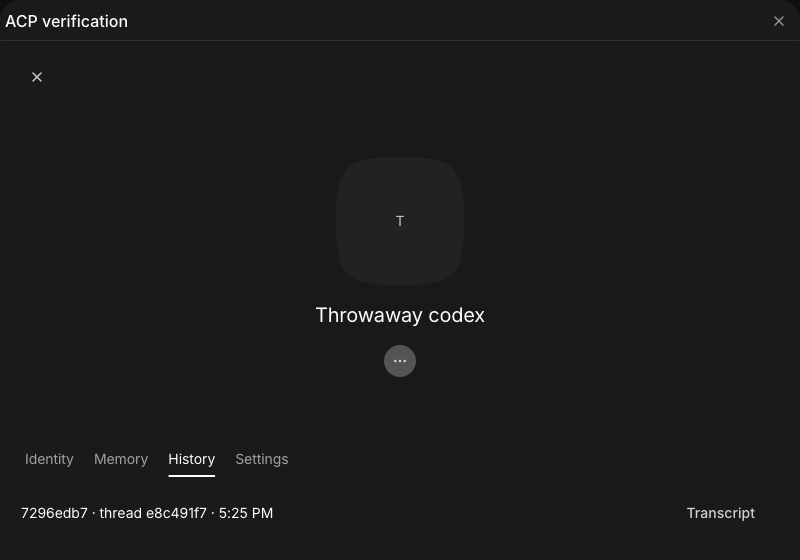 ACP verification
T
Throwaway codex
Identity Memory History Settings
7296edb7 · thread e8c491f7 · 5:25 PM Transcript